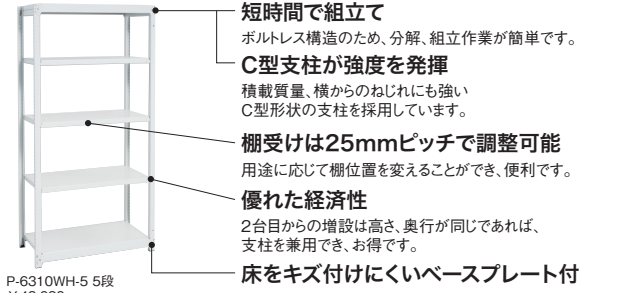 短時間で組立て
ボルトレス構造のため、分解、組立作業が簡単です。
C型支柱が強度を発揮
積載質量、横からのねじれにも強い
C型形状の支柱を採用しています。
棚受けは25mmピッチで調整可能
用途に応じて棚位置を変えることができ、便利です。
優れた経済性
2台目からの増設は高さ、奥行が同じであれば、
支柱を兼用でき、お得です。
床をキズ付けにくいベースプレート付
P-6310WH-5 5段